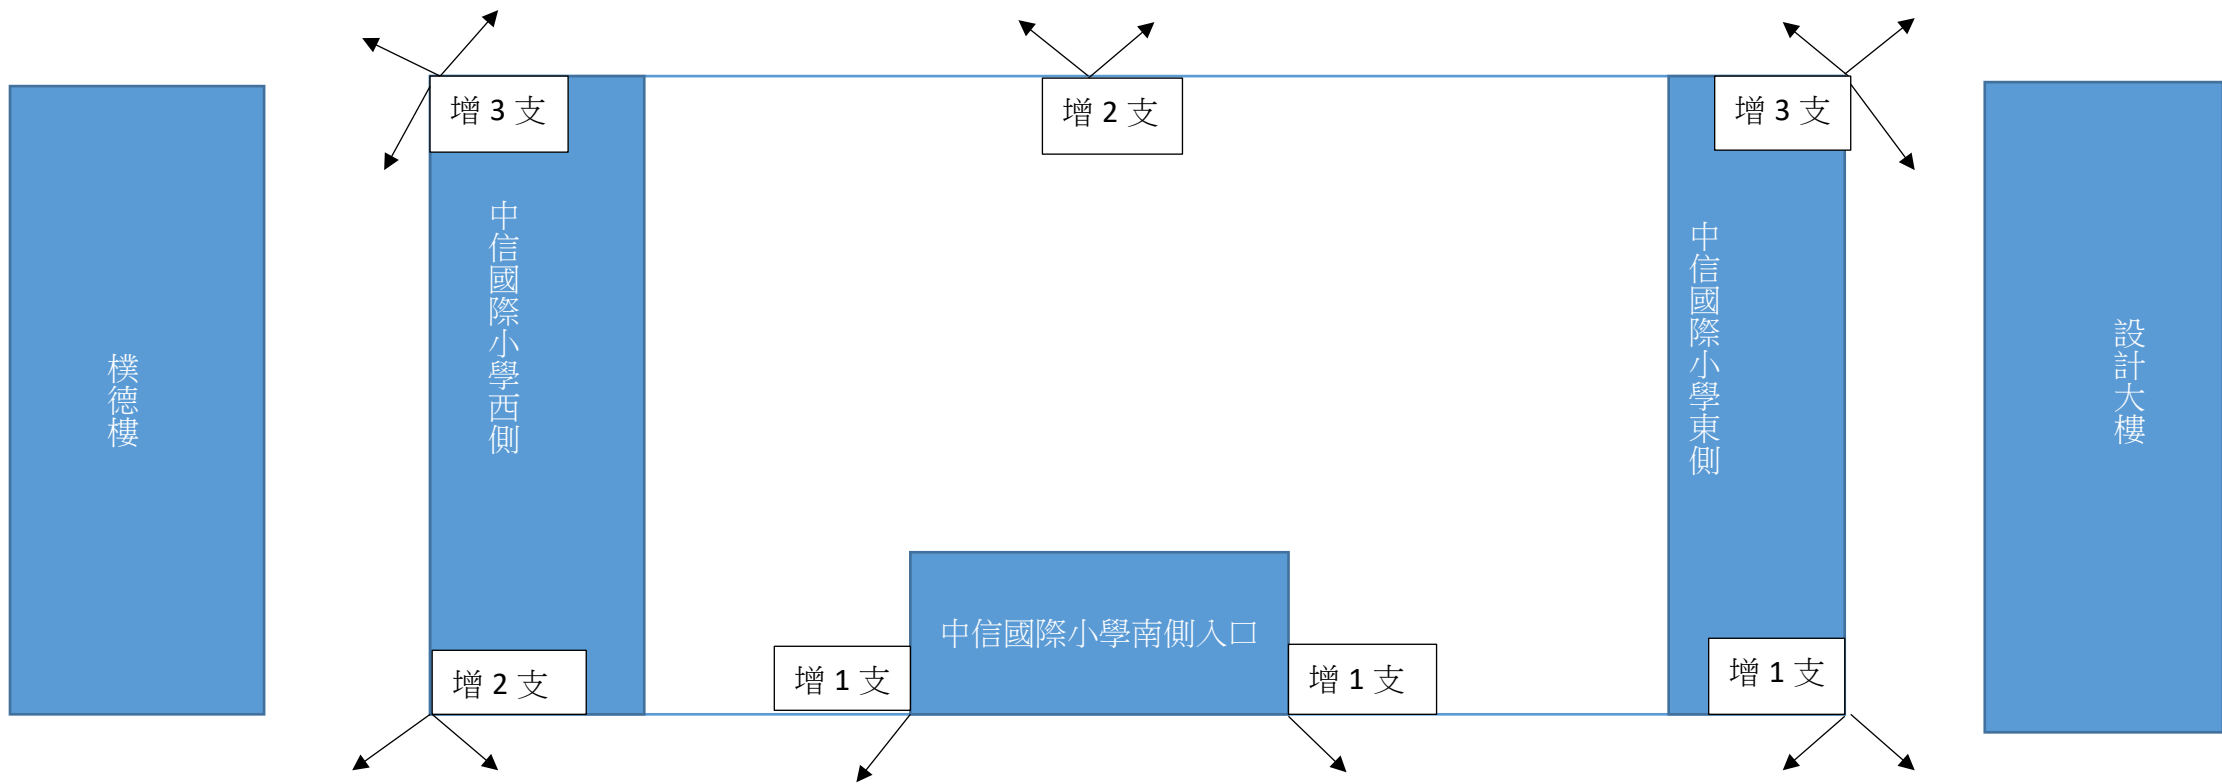 增 3 支
增 2 支
增 3 支
樸德樓
中信國際小學西側
中信國際小學東側
設計大樓
中信國際小學南側入口
增 2 支
增 1 支
增 1 支
增 1 支